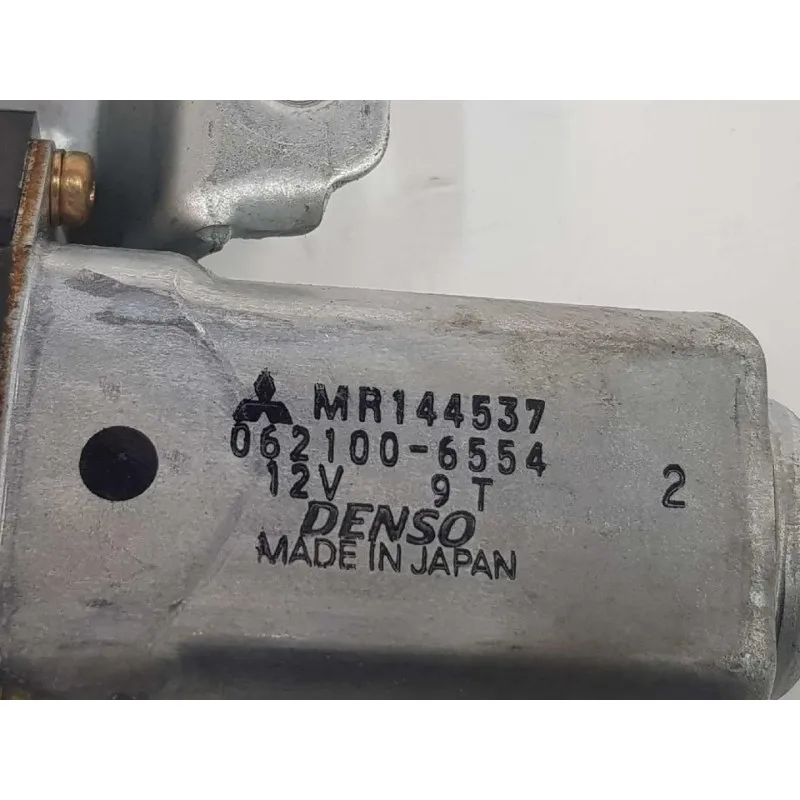 MR144537
062100-6554
12V 9T 2
DENSO
MADE IN JAPAN